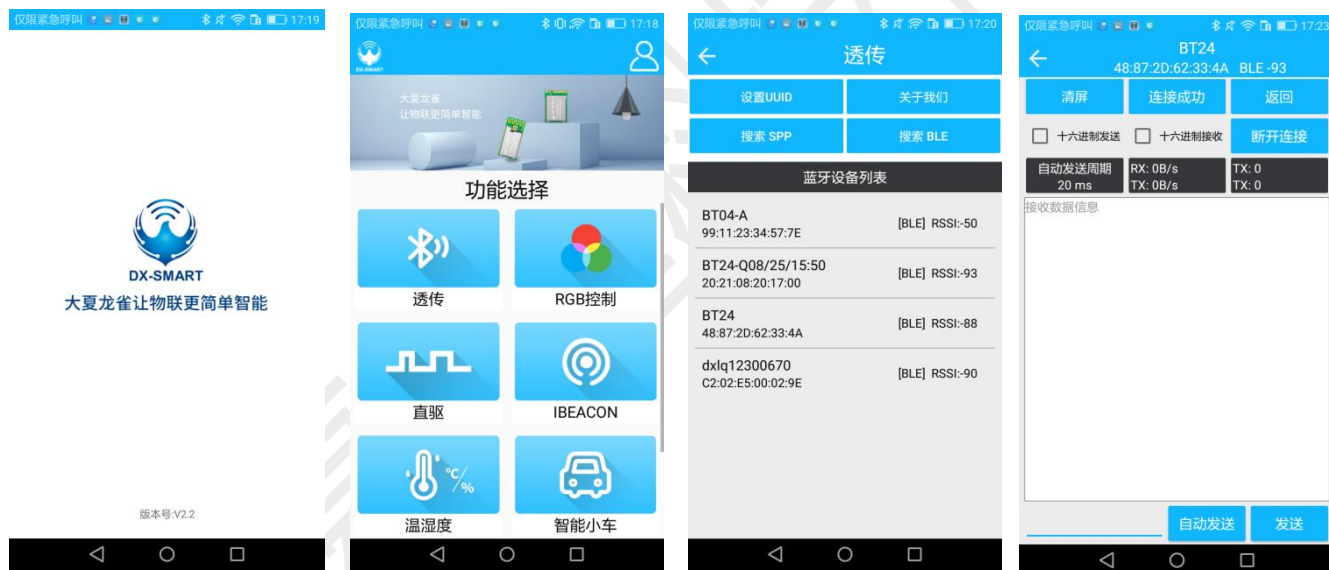 仅限紧急呼叫 17:19
DX-SMART
大夏龙雀让物联更简单智能
版本号:V2.2
仅限紧急呼叫 17:18
DX-SMART
大夏龙雀
让物联更简单智能
功能选择
透传 RGB控制
直驱 IBEACON
℃/%
温湿度 智能小车
仅限紧急呼叫 17:20
透传
设置UUID 关于我们
搜索 SPP 搜索 BLE
蓝牙设备列表
BT04-A
99:11:23:34:57:7E [BLE] RSSI:-50
BT24-Q08/25/15:50
20:21:08:20:17:00 [BLE] RSSI:-93
BT24
48:87:2D:62:33:4A [BLE] RSSI:-88
dxlq12300670
C2:02:E5:00:02:9E [BLE] RSSI:-90
仅限紧急呼叫 17:23
BT24
48:87:2D:62:33:4A BLE -93
清屏 连接成功 返回
十六进制发送 十六进制接收 断开连接
自动发送周期 RX: 0B/s TX: 0
20 ms TX: 0B/s TX: 0
接收数据信息
自动发送 发送